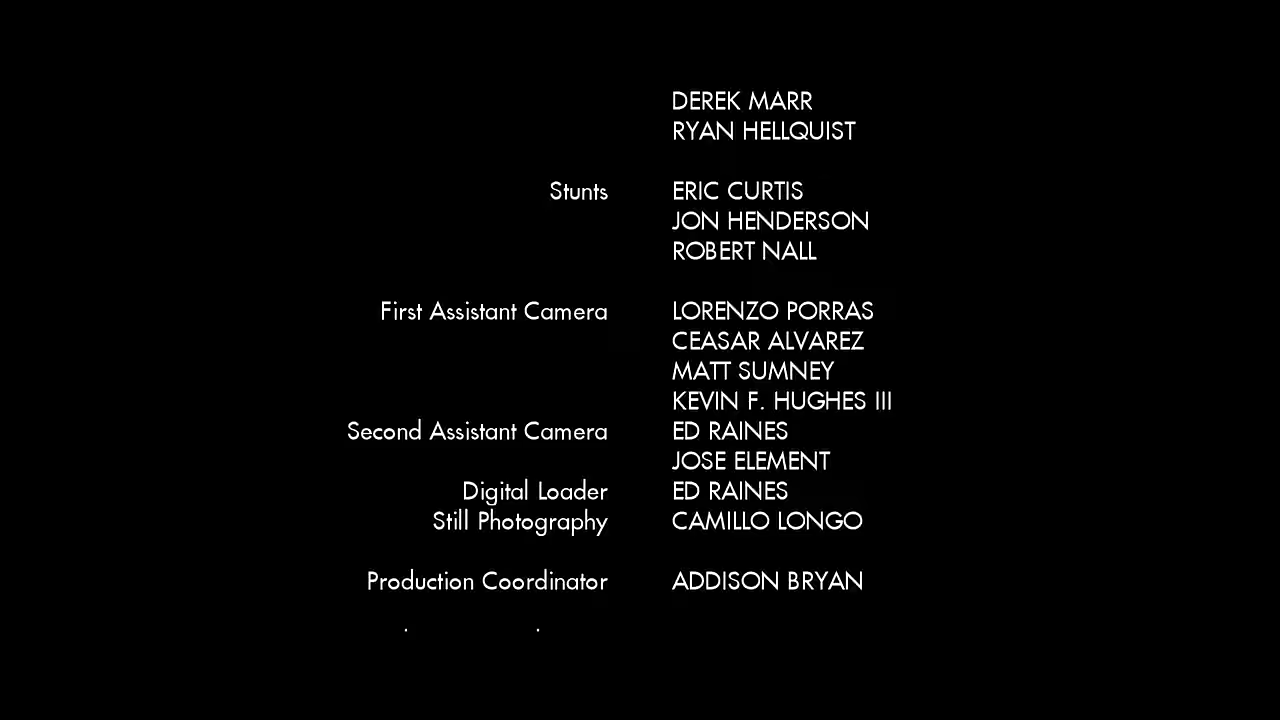 DEREK MARR
RYAN HELLQUIST
Stunts ERIC CURTIS
JON HENDERSON
ROBERT NALL
First Assistant Camera LORENZO PORRAS
CEASAR ALVAREZ
MATT SUMNEY
KEVIN F. HUGHES III
Second Assistant Camera ED RAINES
JOSE ELEMENT
Digital Loader ED RAINES
Still Photography CAMILLO LONGO
Production Coordinator ADDISON BRYAN